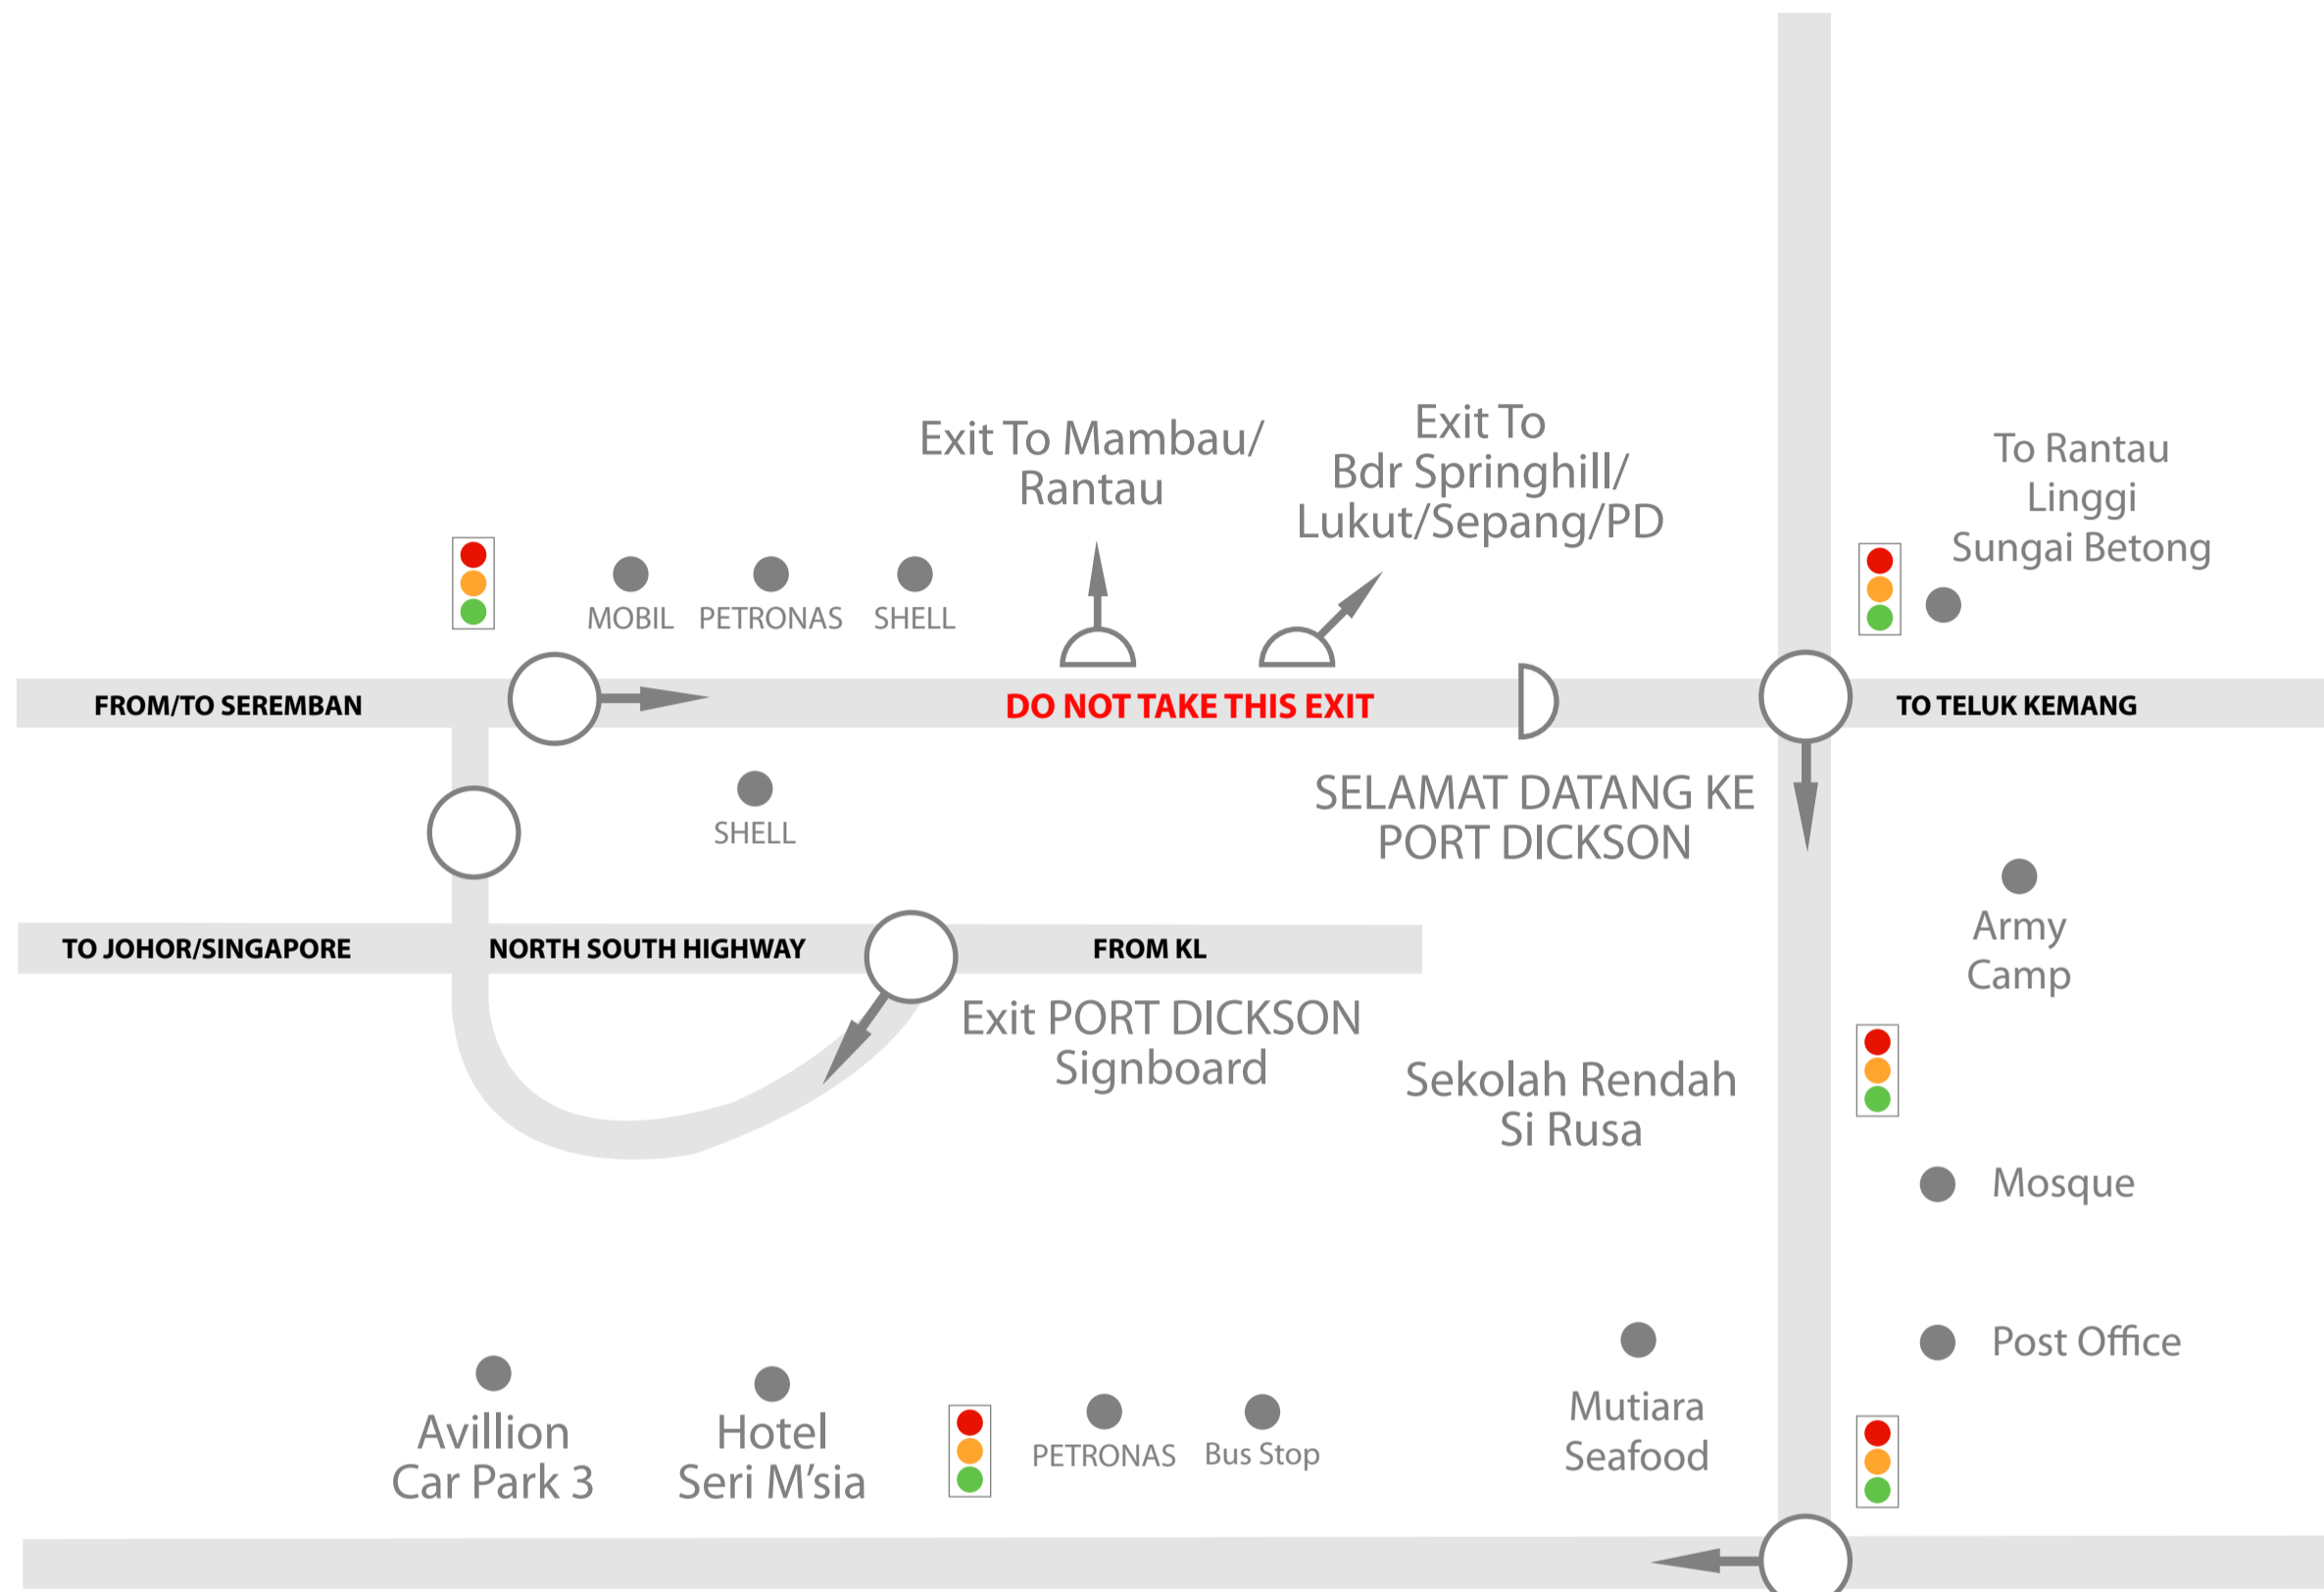 Exit To Mambau/
Rantau
Exit To
Bdr Springhill/
Lukut/Sepang/PD
To Rantau
Linggi
Sungai Betong
MOBIL
PETRONAS
SHELL
FROM/TO SEREMBAN
DO NOT TAKE THIS EXIT
TO TELUK KEMANG
SHELL
SELAMAT DATANG KE
PORT DICKSON
Army
Camp
TO JOHOR/SINGAPORE
NORTH SOUTH HIGHWAY
FROM KL
Exit PORT DICKSON
Signboard
Sekolah Rendah
Si Rusa
Mosque
Post Office
Avillion
Car Park 3
Hotel
Seri M'sia
PETRONAS
Bus Stop
Mutiara
Seafood